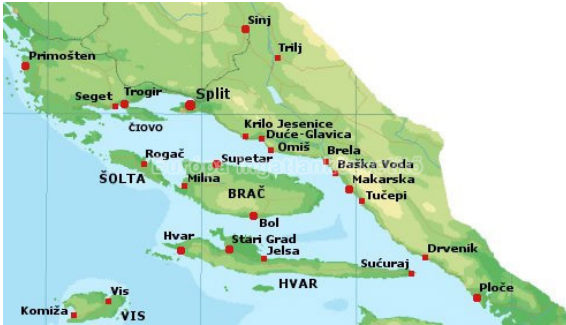 Sinj
Trilj
Primošten
Seget
Trogir
Split
ČIOVO
Krilo Jesenice
Duće-Glavica
Omiš
Brela
Rogač
Supetar
Baška Voda
ŠOLTA
Milna
BRAČ
Makarska
Tučepi
Bol
Hvar
Stari Grad
Jelsa
Drvenik
Sućuraj
HVAR
Ploče
Vis
Komiža
VIS